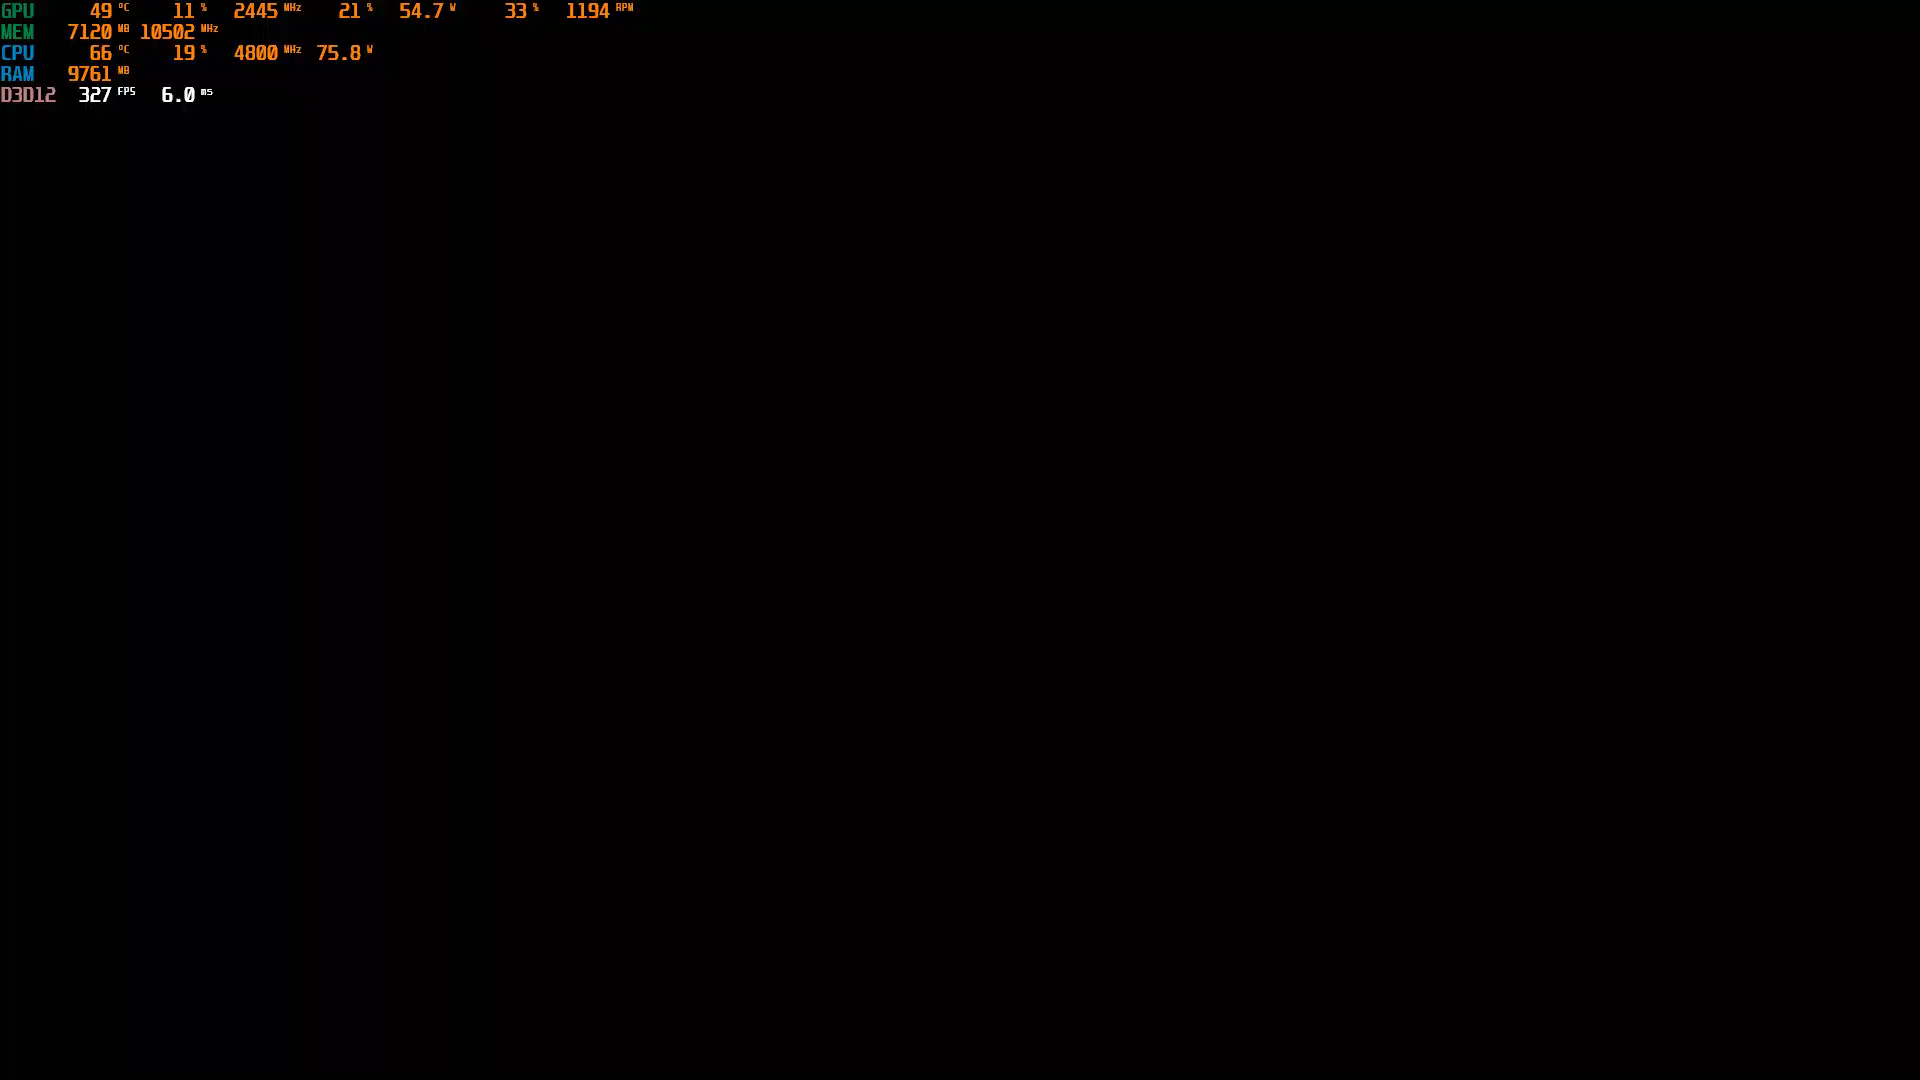 GPU 49 °C 11 % 2445 MHz 21 % 54.7 W 33 % 1194 RPM
MEM 7120 MB 10502 MHz
CPU 66 °C 19 % 4800 MHz 75.8 W
RAM 9761 MB
D3D12 327 FPS 6.0 ms